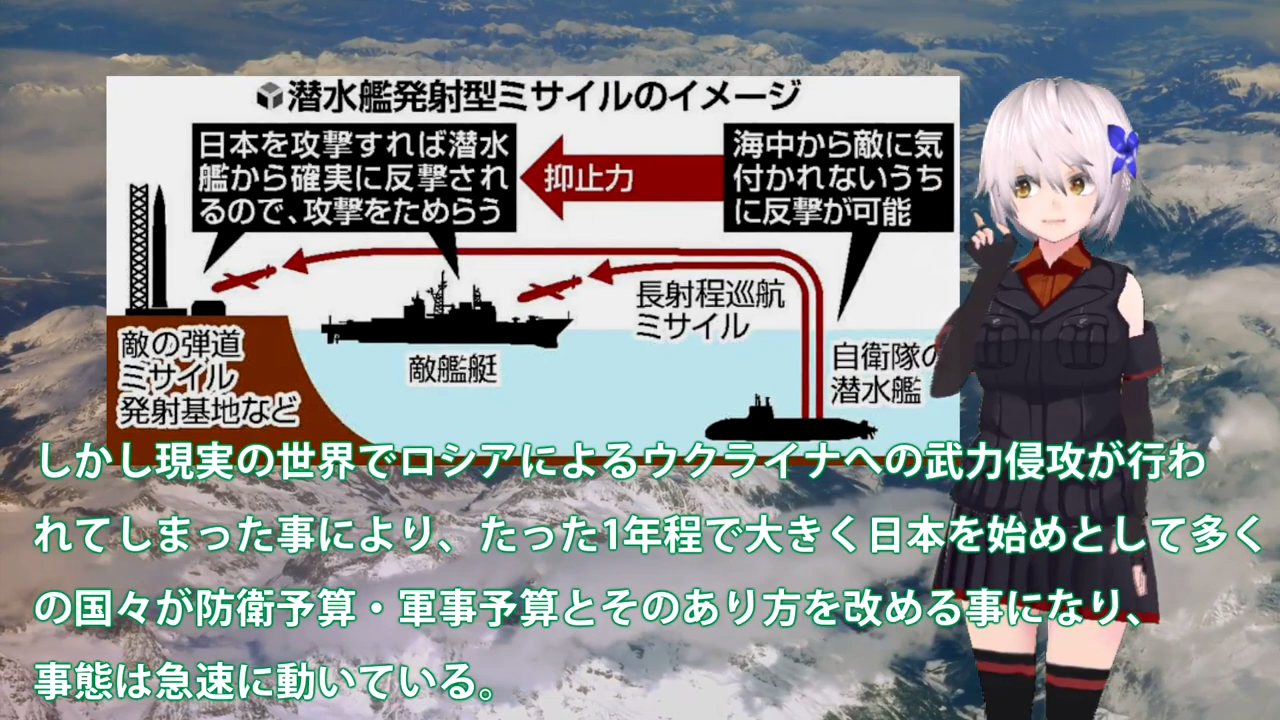 潜水艦発射型ミサイルのイメージ
日本を攻撃すれば潜水
艦から確実に反撃され
るので、攻撃をためらう
抑止力
海中から敵に気
付かれないうち
に反撃が可能
長射程巡航
ミサイル
敵の弾道
ミサイル
発射基地など
敵艦艇
自衛隊の
潜水艦
しかし現実の世界でロシアによるウクライナへの武力侵攻が行わ
れてしまった事により、たった1年程で大きく日本を始めとして多く
の国々が防衛予算・軍事予算とそのあり方を改める事になり、
事態は急速に動いている。